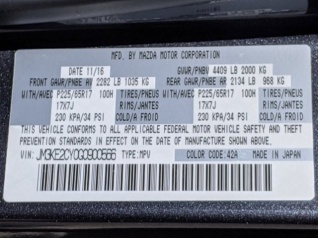 MFD. BY MAZDA MOTOR CORPORATION
DATE 11/16 GVWR/PNBV 4409 LB 2000 KG
FRONT GAWR/PNBE AV 2282 LB 1035 KG REAR GAWR/PNBE AR 2134 LB 968 KG
WITH/AVEC P225/65R17 100H WITH/AVEC P225/65R17 100H
17X7J RIMS/JANTES 17X7J RIMS/JANTES
230 KPA/34 PSI COLD/A FROID 230 KPA/34 PSI COLD/A FROID
THIS VEHICLE CONFORMS TO ALL APPLICABLE FEDERAL MOTOR VEHICLE SAFETY AND THEFT
PREVENTION STANDARDS IN EFFECT ON THE DATE OF MANUFACTURE SHOWN ABOVE.
VIN: JM3KE2CY0G0900566 TYPE: MPV COLOR CODE: 42A MADE IN JAPAN